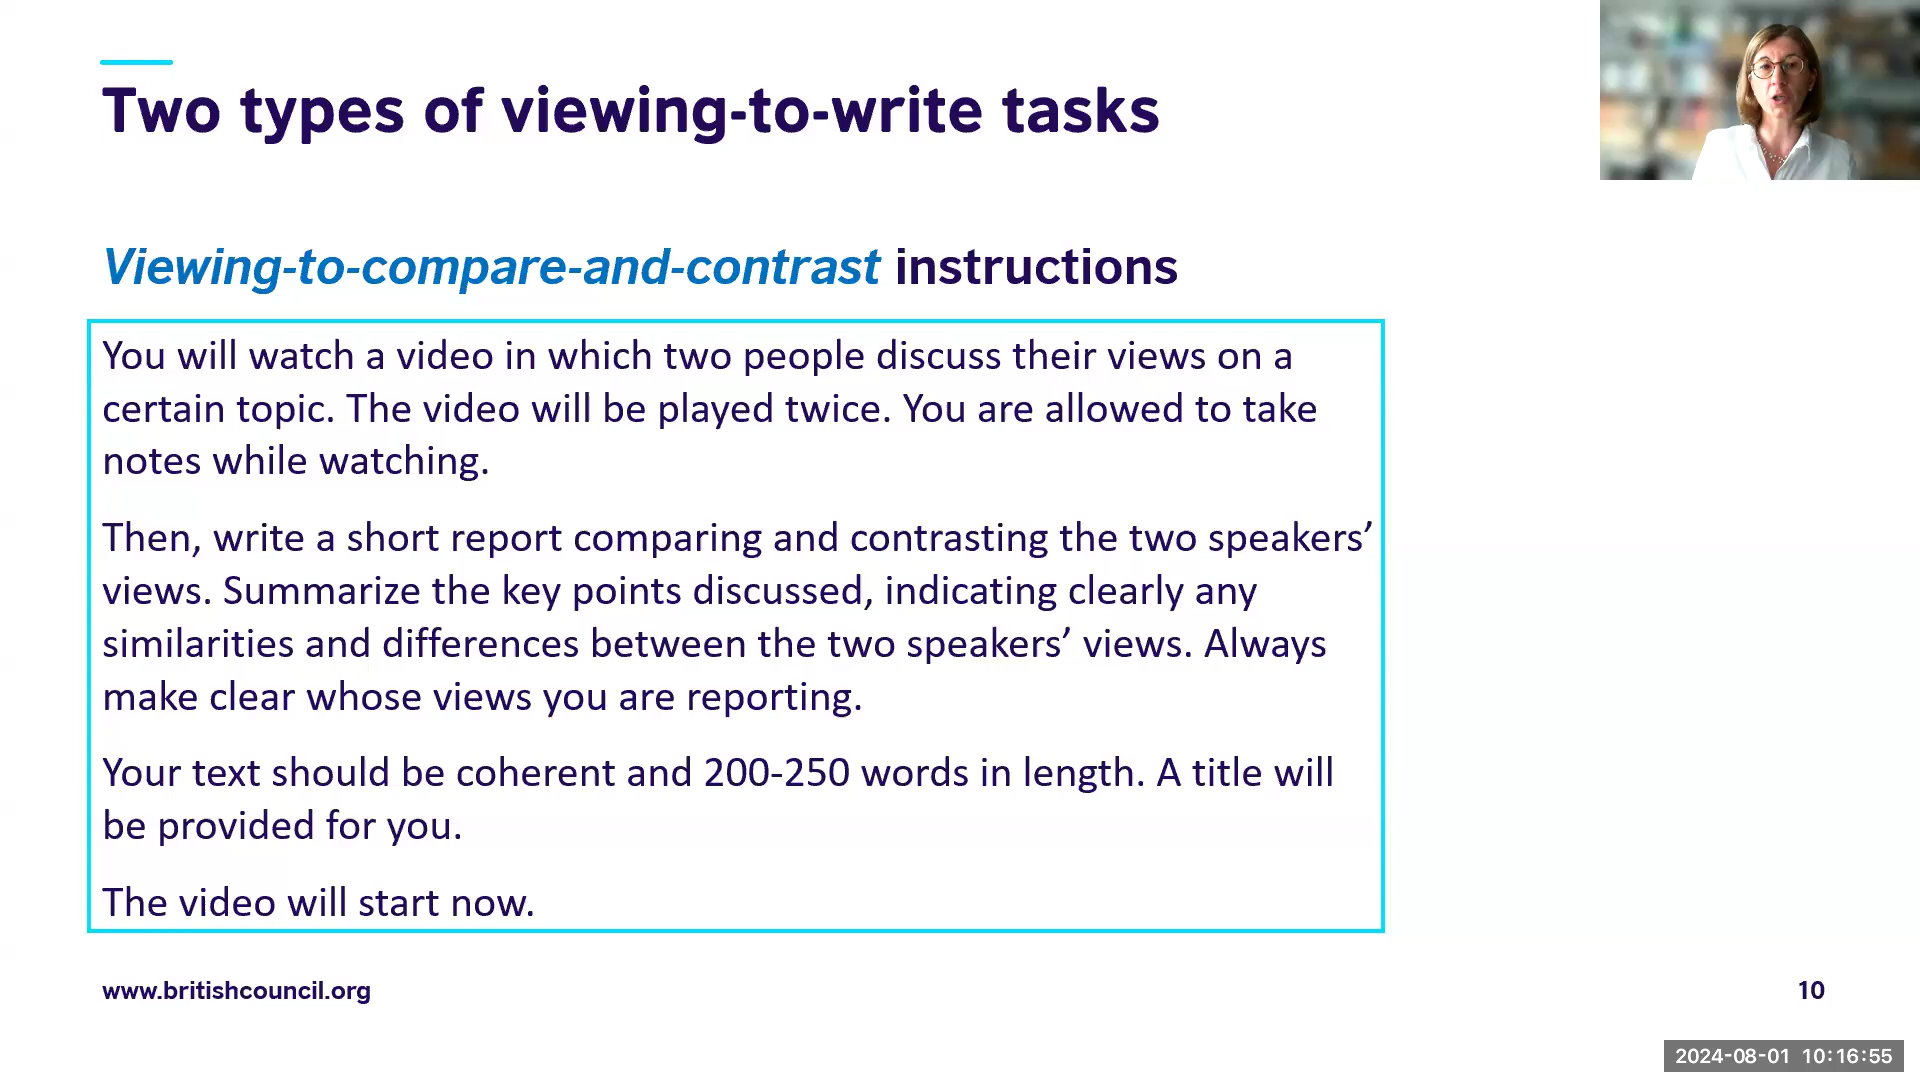 Two types of viewing-to-write tasks
Viewing-to-compare-and-contrast instructions
You will watch a video in which two people discuss their views on a
certain topic. The video will be played twice. You are allowed to take
notes while watching.
Then, write a short report comparing and contrasting the two speakers’
views. Summarize the key points discussed, indicating clearly any
similarities and differences between the two speakers’ views. Always
make clear whose views you are reporting.
Your text should be coherent and 200-250 words in length. A title will
be provided for you.
The video will start now.
www.britishcouncil.org
10
2024-08-01 10:16:55